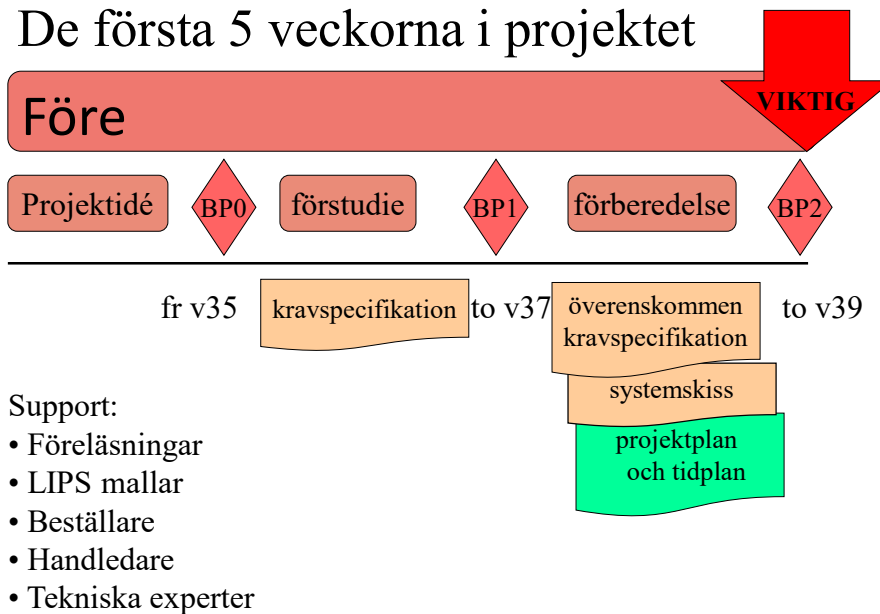 De första 5 veckorna i projektet
VIKTIG
Före
Projektidé
BP0
förstudie
BP1
förberedelse
BP2
fr v35
kravspecifikation
to v37
överenskommen
kravspecifikation
to v39
systemskiss
projektplan
och tidplan
Support:
• Föreläsningar
• LIPS mallar
• Beställare
• Handledare
• Tekniska experter